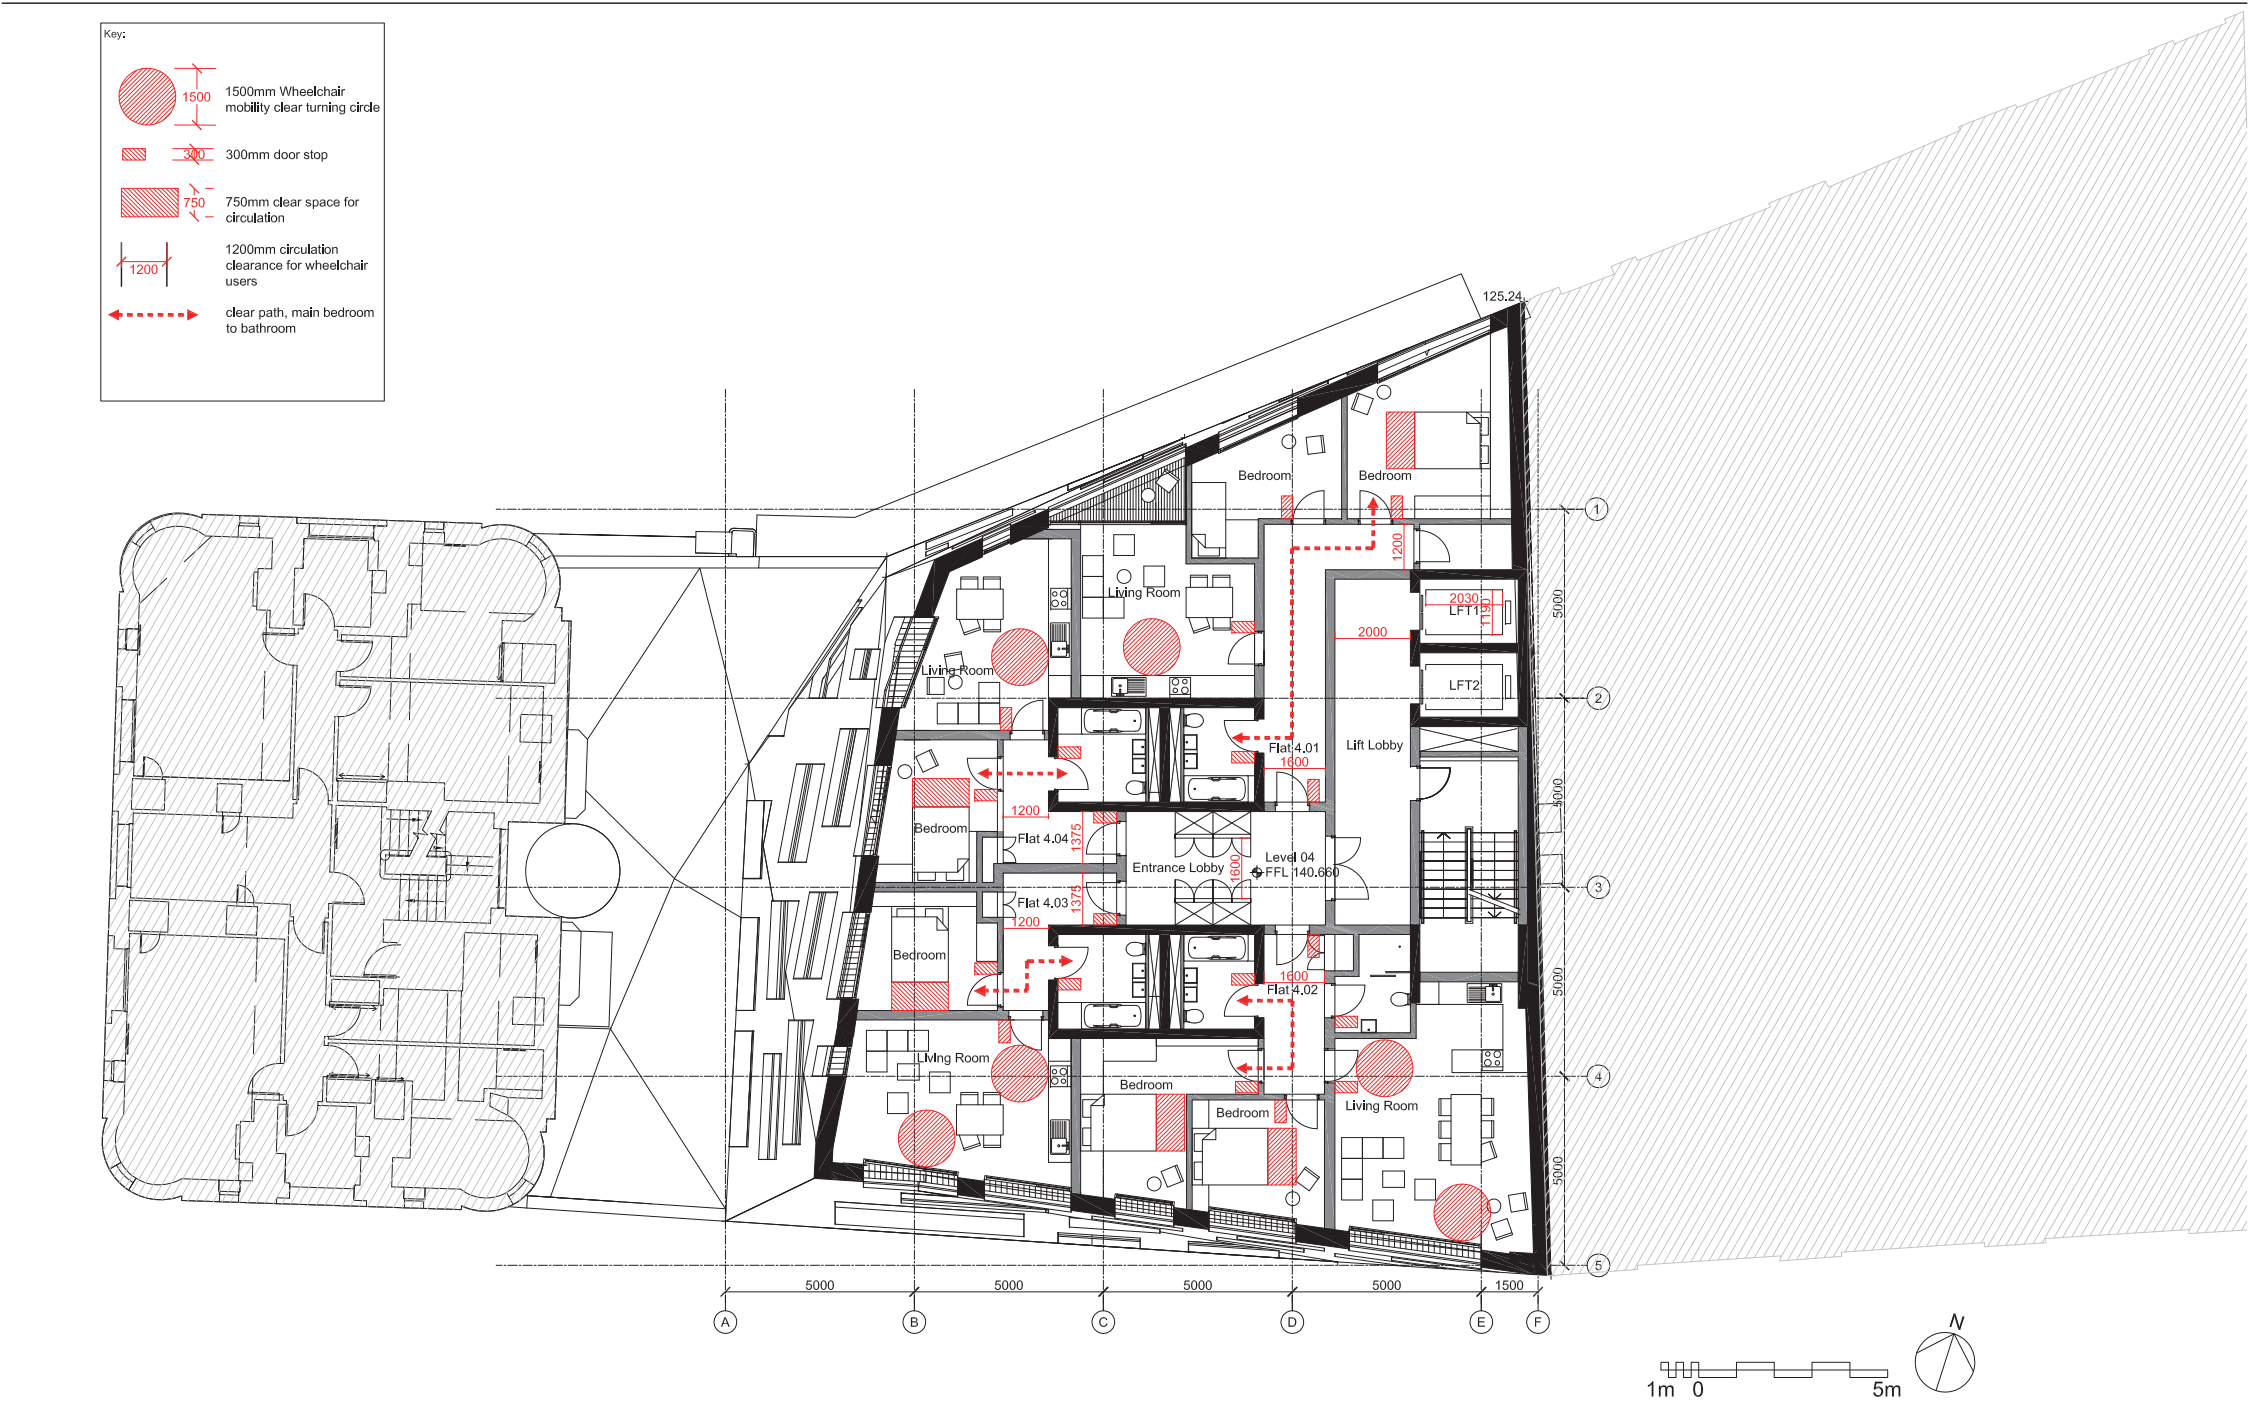 Key:
1500
1500mm Wheelchair
mobility clear turning circle
300
300mm door stop
750
750mm clear space for
circulation
1200
1200mm circulation
clearance for wheelchair
users
clear path, main bedroom
to bathroom
125.24
Bedroom
Bedroom
1
1200
5000
Living Room
2030
LFT1
1190
2000
Living Room
LFT2
2
Flat 4.01
Lift Lobby
1600
5000
1200
Bedroom
Flat 4.04
1375
Level 04
FFL 140.660
Entrance Lobby
1600
3
1375
Flat 4.03
1200
Bedroom
1600
Flat 4.02
5000
Living Room
4
Bedroom
Living Room
Bedroom
5000
5
5000
5000
5000
5000
1500
A
B
C
D
E
F
N
1m 0 5m